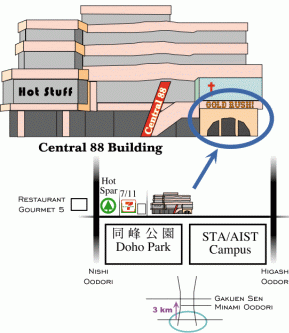 Hot Stuff
Central 88
GOLD RUSH!
Central 88 Building
Hot
Spar
7/11
RESTAURANT
GOURMET 5
同 峰 公 園
Doho Park
STA/AIST
Campus
NISHI
OODORI
HIGASHI
OODORI
3 km
GAKUEN SEN
MINAMI OODORI